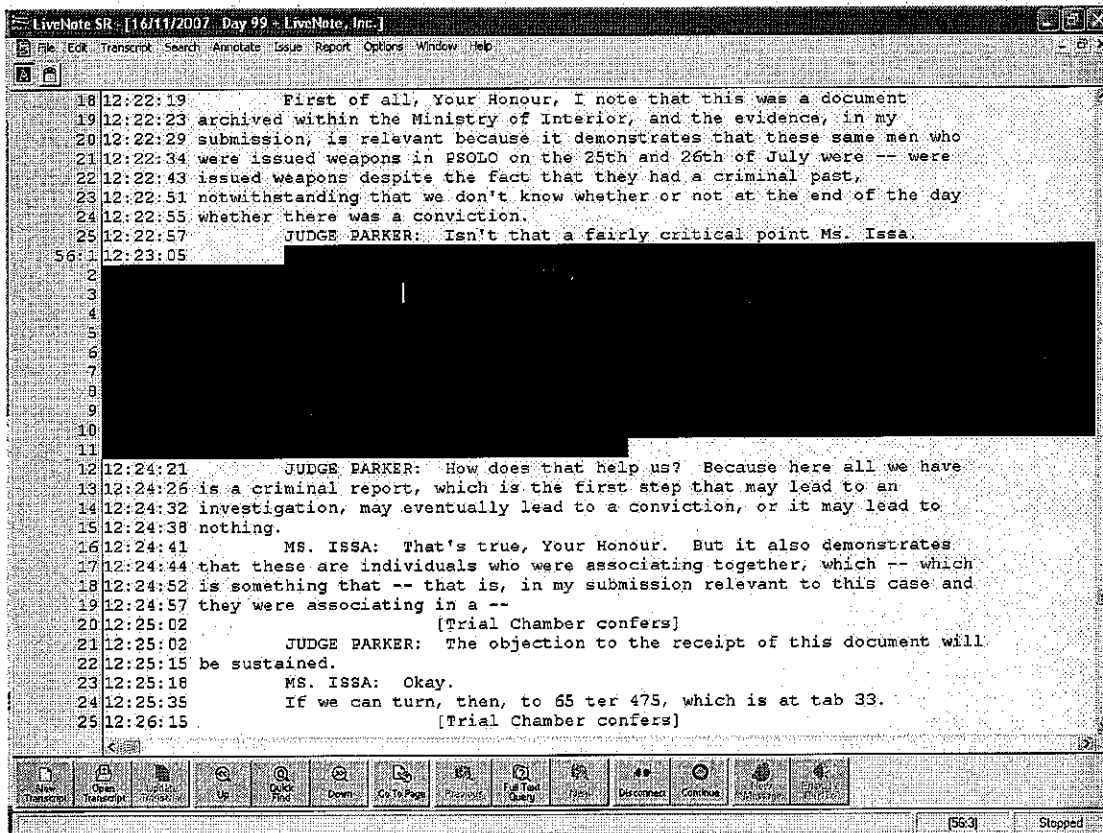 LiveNote SR - [16/11/2007 Day 99 - LiveNote, Inc.]
File Edit Transcript Search Annotate Issue Report Options Window Help
18 12:22:19 First of all, Your Honour, I note that this was a document
19 12:22:23 archived within the Ministry of Interior, and the evidence, in my
20 12:22:29 submission, is relevant because it demonstrates that these same men who
21 12:22:34 were issued weapons in PSOLO on the 25th and 26th of July were -- were
22 12:22:43 issued weapons despite the fact that they had a criminal past,
23 12:22:51 notwithstanding that we don't know whether or not at the end of the day
24 12:22:55 whether there was a conviction.
25 12:22:57 JUDGE PARKER: Isn't that a fairly critical point Ms. Issa.
56:1 12:23:05
2
3
4
5
6
7
8
9
10
11
12 12:24:21 JUDGE PARKER: How does that help us? Because here all we have
13 12:24:26 is a criminal report, which is the first step that may lead to an
14 12:24:32 investigation, may eventually lead to a conviction, or it may lead to
15 12:24:38 nothing.
16 12:24:41 MS. ISSA: That's true, Your Honour. But it also demonstrates
17 12:24:44 that these are individuals who were associating together, which -- which
18 12:24:52 is something that -- that is, in my submission relevant to this case and
19 12:24:57 they were associating in a --
20 12:25:02 [Trial Chamber confers]
21 12:25:02 JUDGE PARKER: The objection to the receipt of this document will
22 12:25:15 be sustained.
23 12:25:18 MS. ISSA: Okay.
24 12:25:35 If we can turn, then, to 65 ter 475, which is at tab 33.
25 12:26:15 [Trial Chamber confers]
New Transcript Open Transcript Up Quick Find Down Go To Page Previous Full Text Query Disconnect Continue
[56:3] Stopped